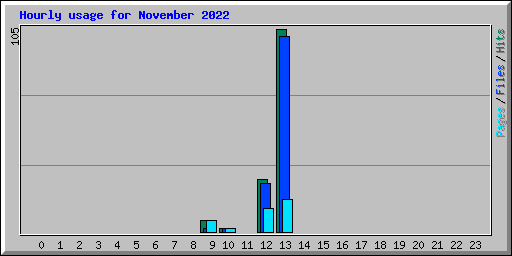 Hourly usage for November 2022
105
Pages/Files/Hits
0 1 2 3 4 5 6 7 8 9 10 11 12 13 14 15 16 17 18 19 20 21 22 23